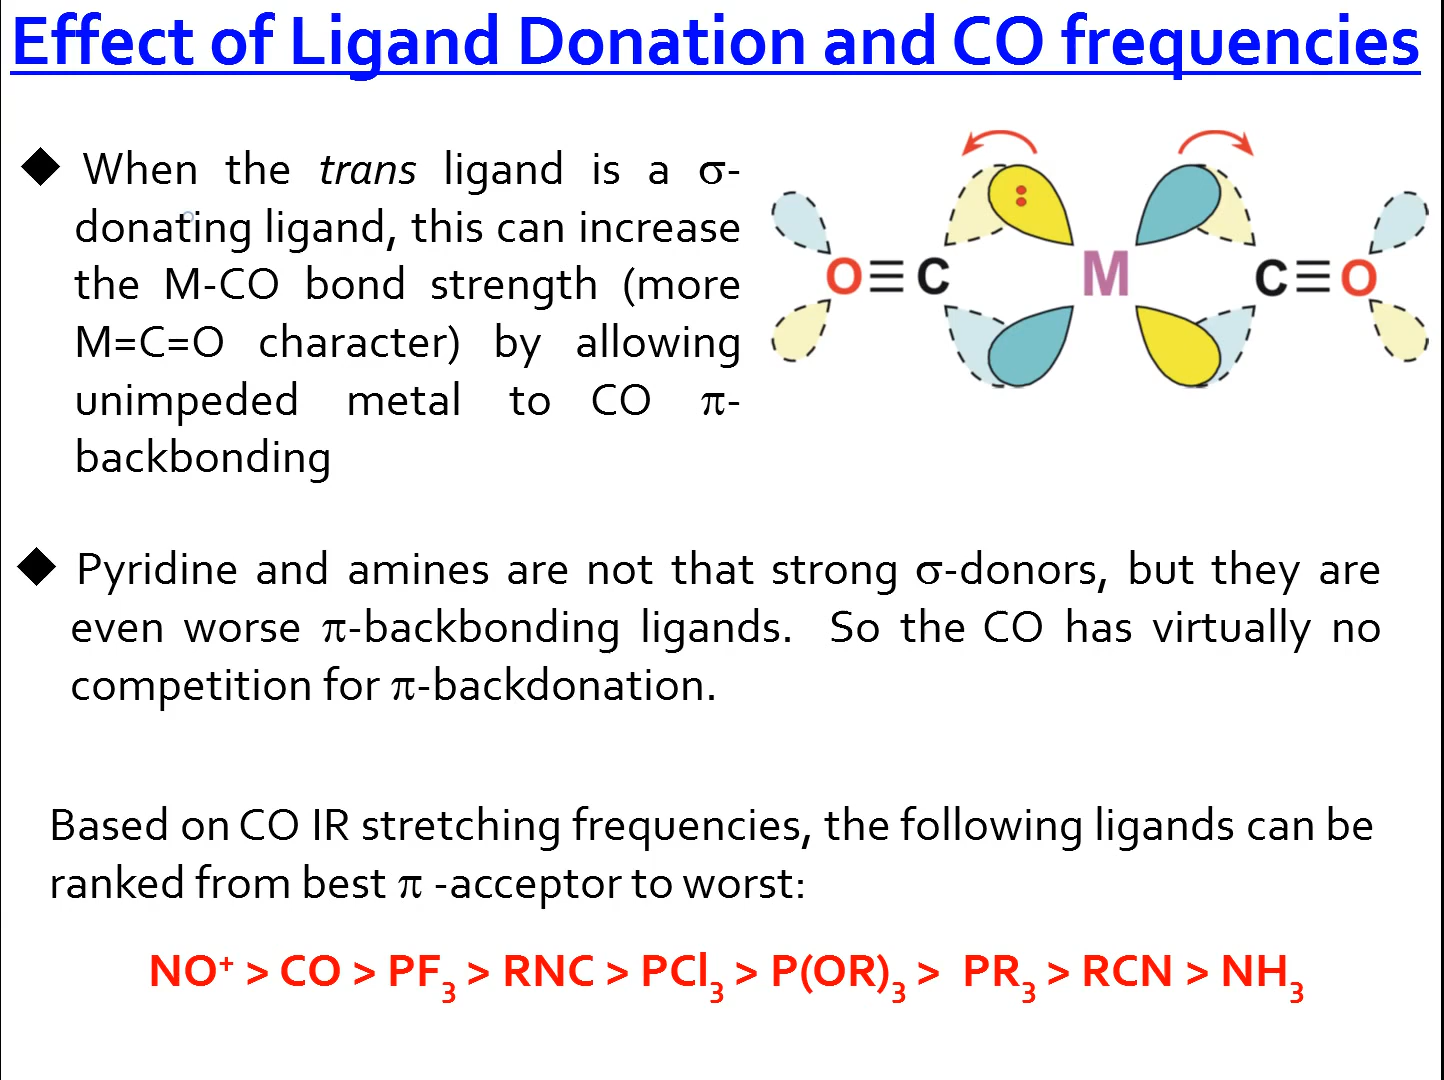 Effect of Ligand Donation and CO frequencies
◆ When the trans ligand is a σ-
donating ligand, this can increase
the M-CO bond strength (more
M=C=O character) by allowing
unimpeded metal to CO π-
backbonding
O≡C M C≡O
◆ Pyridine and amines are not that strong σ-donors, but they are
even worse π-backbonding ligands. So the CO has virtually no
competition for π-backdonation.
Based on CO IR stretching frequencies, the following ligands can be
ranked from best π -acceptor to worst:
NO⁺ > CO > PF₃ > RNC > PCl₃ > P(OR)₃ > PR₃ > RCN > NH₃